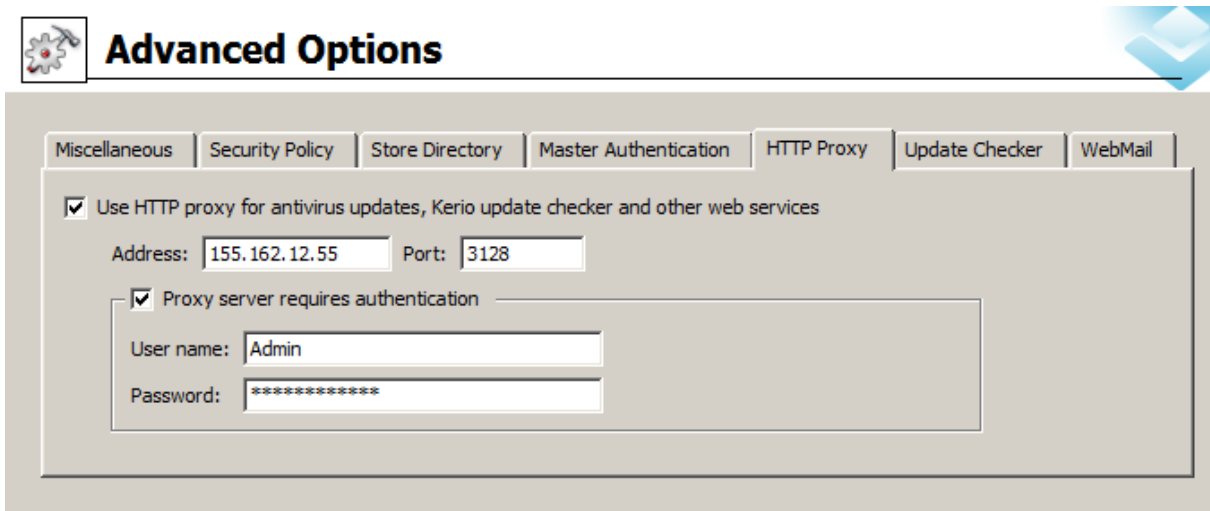 Advanced Options
Miscellaneous Security Policy Store Directory Master Authentication HTTP Proxy Update Checker WebMail
Use HTTP proxy for antivirus updates, Kerio update checker and other web services
Address: 155.162.12.55 Port: 3128
Proxy server requires authentication
User name: Admin
Password: ************